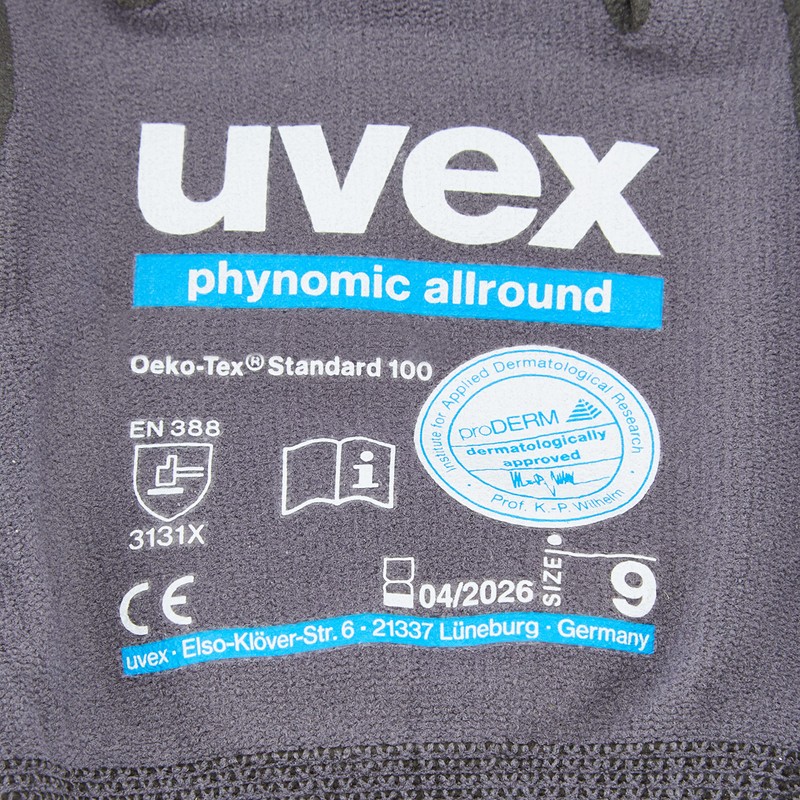 uvex
phynomic allround
Oeko-Tex® Standard 100
Institute for Applied Dermatological Research
proDERM
dermatologically
approved
· Prof. K.-P. Wilhelm ·
EN 388
3131X
i
CE
04/2026
SIZE
9
uvex · Elso-Klöver-Str. 6 · 21337 Lüneburg · Germany